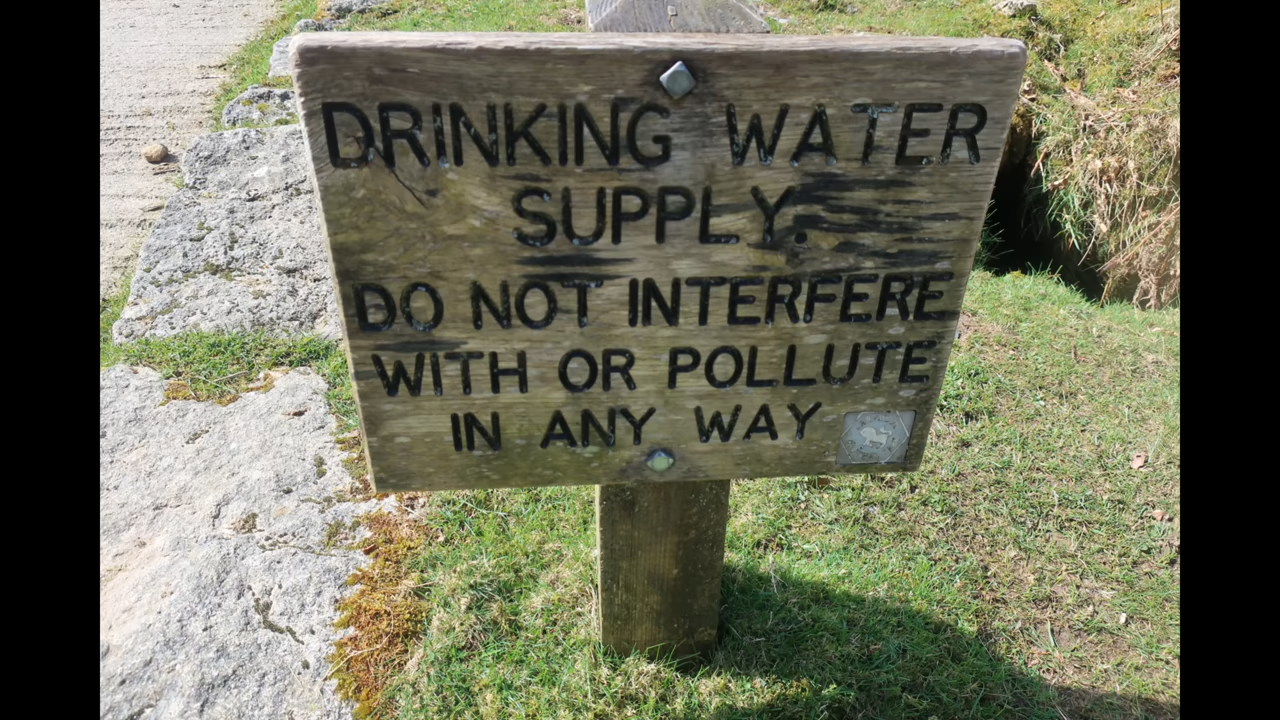 DRINKING WATER
SUPPLY.
DO NOT INTERFERE
WITH OR POLLUTE
IN ANY WAY